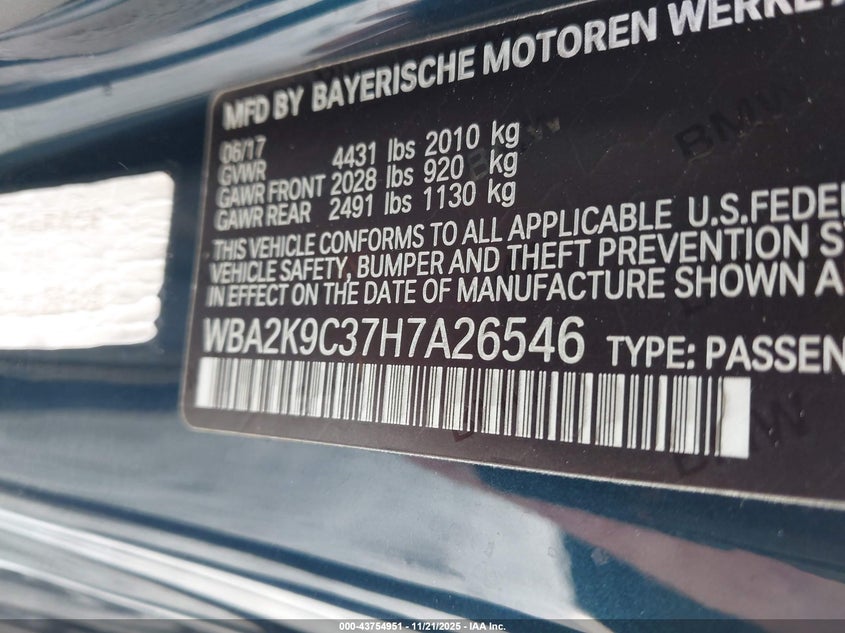 MFD BY BAYERISCHE MOTOREN WERKE
06/17
GVWR 4431 lbs 2010 kg
GAWR FRONT 2028 lbs 920 kg
GAWR REAR 2491 lbs 1130 kg
THIS VEHICLE CONFORMS TO ALL APPLICABLE U.S.FEDE
VEHICLE SAFETY, BUMPER AND THEFT PREVENTION S
IN EFFECT ON THE DATE OF MANUFACTURE SHOWN A
WBA2K9C37H7A26546 TYPE: PASSEN
BMW
BMW
000-43754951 - 11/21/2025 - IAA Inc.